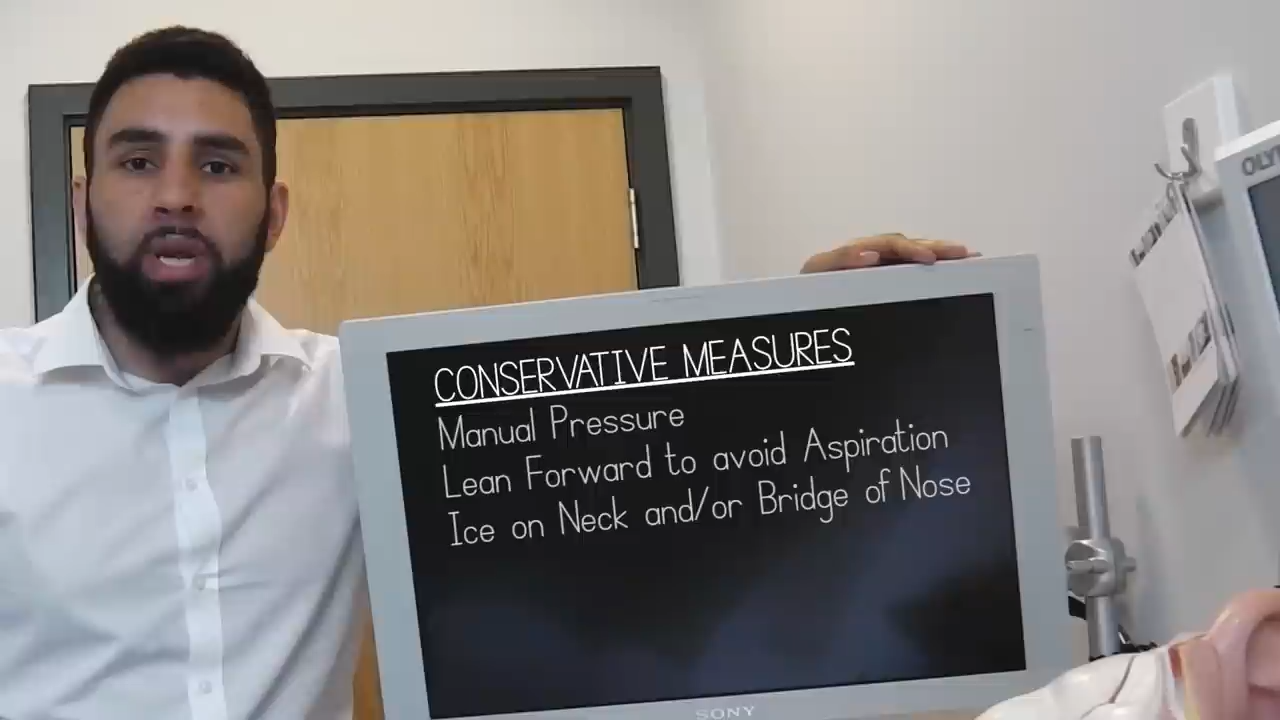 CONSERVATIVE MEASURES
Manual Pressure
Lean Forward to avoid Aspiration
Ice on Neck and/or Bridge of Nose
SONY